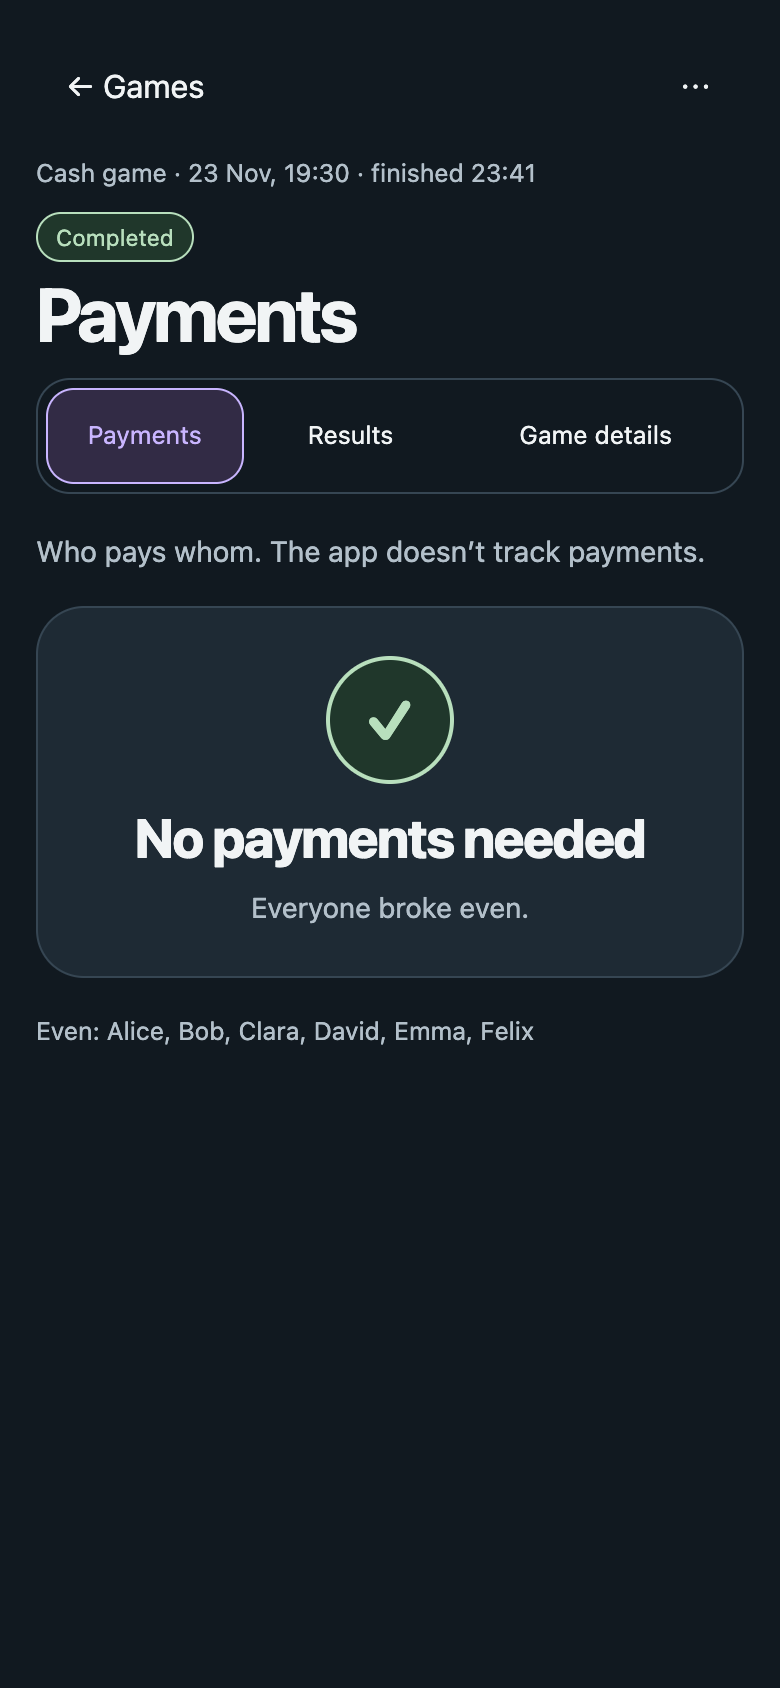 ← Games
...
Cash game · 23 Nov, 19:30 · finished 23:41
Completed
Payments
Payments Results Game details
Who pays whom. The app doesn’t track payments.
No payments needed
Everyone broke even.
Even: Alice, Bob, Clara, David, Emma, Felix